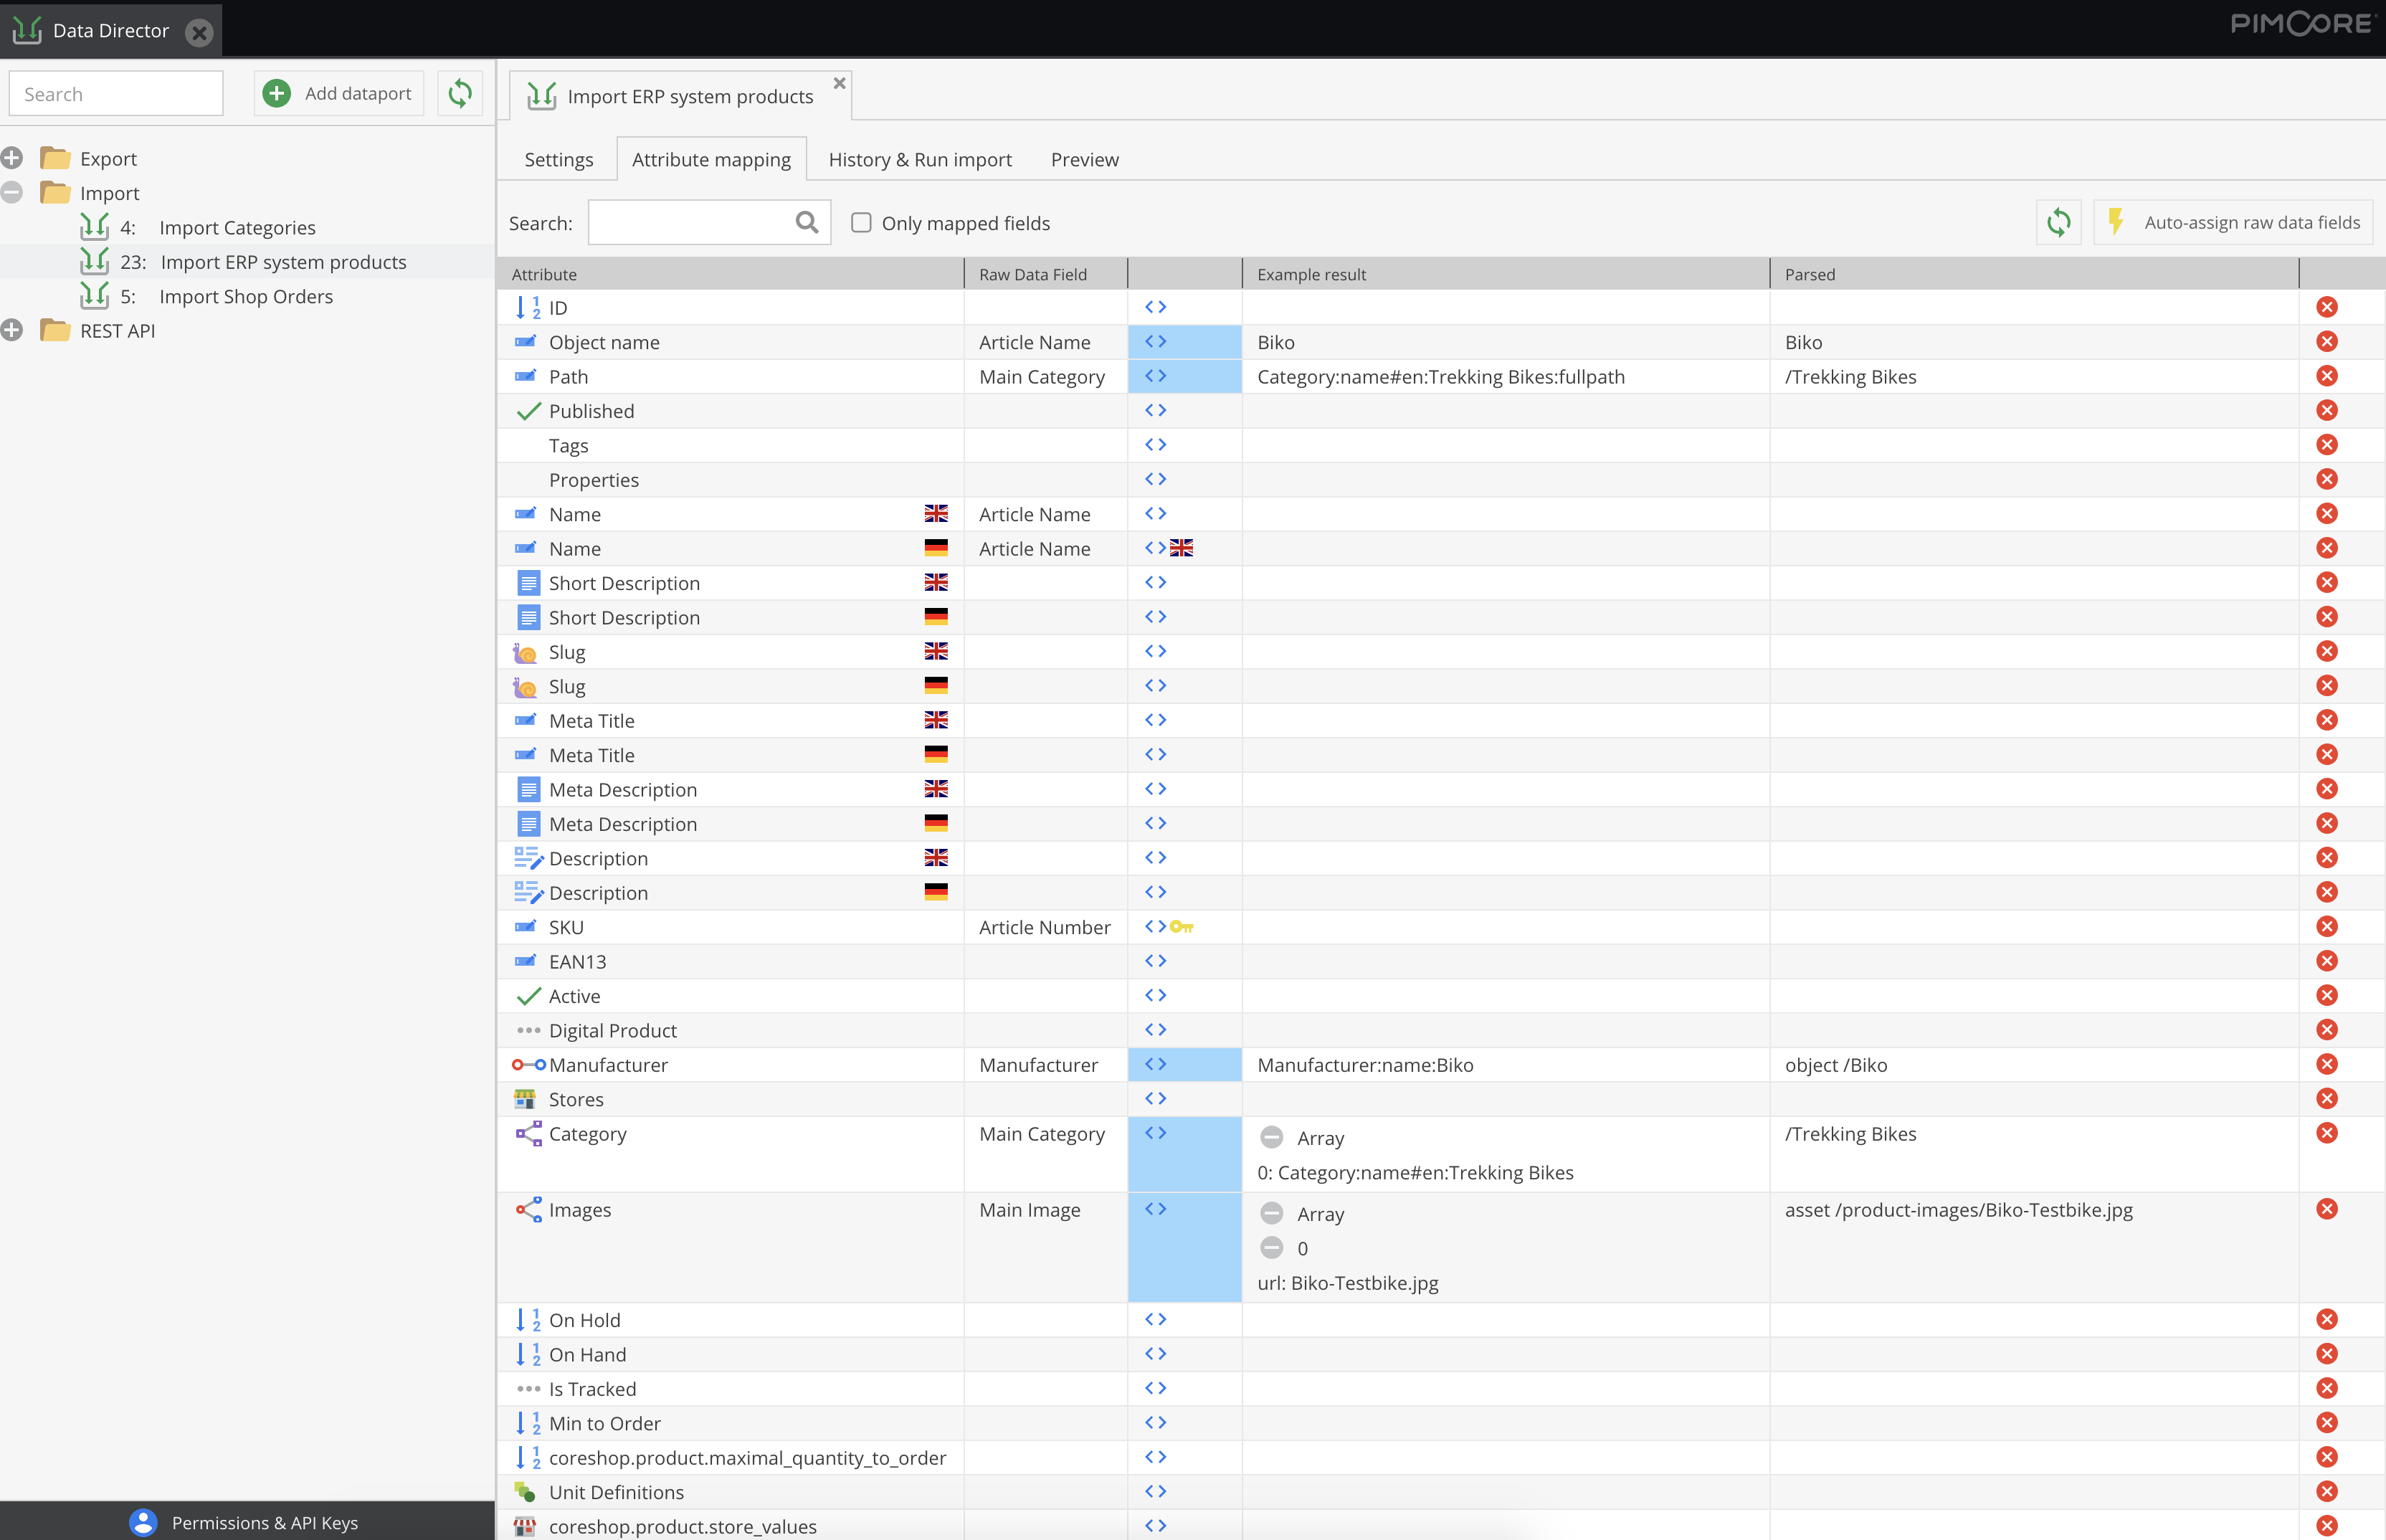 Data Director
PIMCORE
Search
Add dataport
Export
Import
4: Import Categories
23: Import ERP system products
5: Import Shop Orders
REST API
Permissions & API Keys
Import ERP system products
Settings
Attribute mapping
History & Run import
Preview
Search:
Only mapped fields
Auto-assign raw data fields
Attribute Raw Data Field Example result Parsed
ID
Object name Article Name Biko Biko
Path Main Category Category:name#en:Trekking Bikes:fullpath /Trekking Bikes
Published
Tags
Properties
Name Article Name
Name Article Name
Short Description
Short Description
Slug
Slug
Meta Title
Meta Title
Meta Description
Meta Description
Description
Description
SKU Article Number
EAN13
Active
Digital Product
Manufacturer Manufacturer Manufacturer:name:Biko object /Biko
Stores
Category Main Category Array /Trekking Bikes
0: Category:name#en:Trekking Bikes
Images Main Image Array asset /product-images/Biko-Testbike.jpg
0
url: Biko-Testbike.jpg
On Hold
On Hand
Is Tracked
Min to Order
coreshop.product.maximal_quantity_to_order
Unit Definitions
coreshop.product.store_values